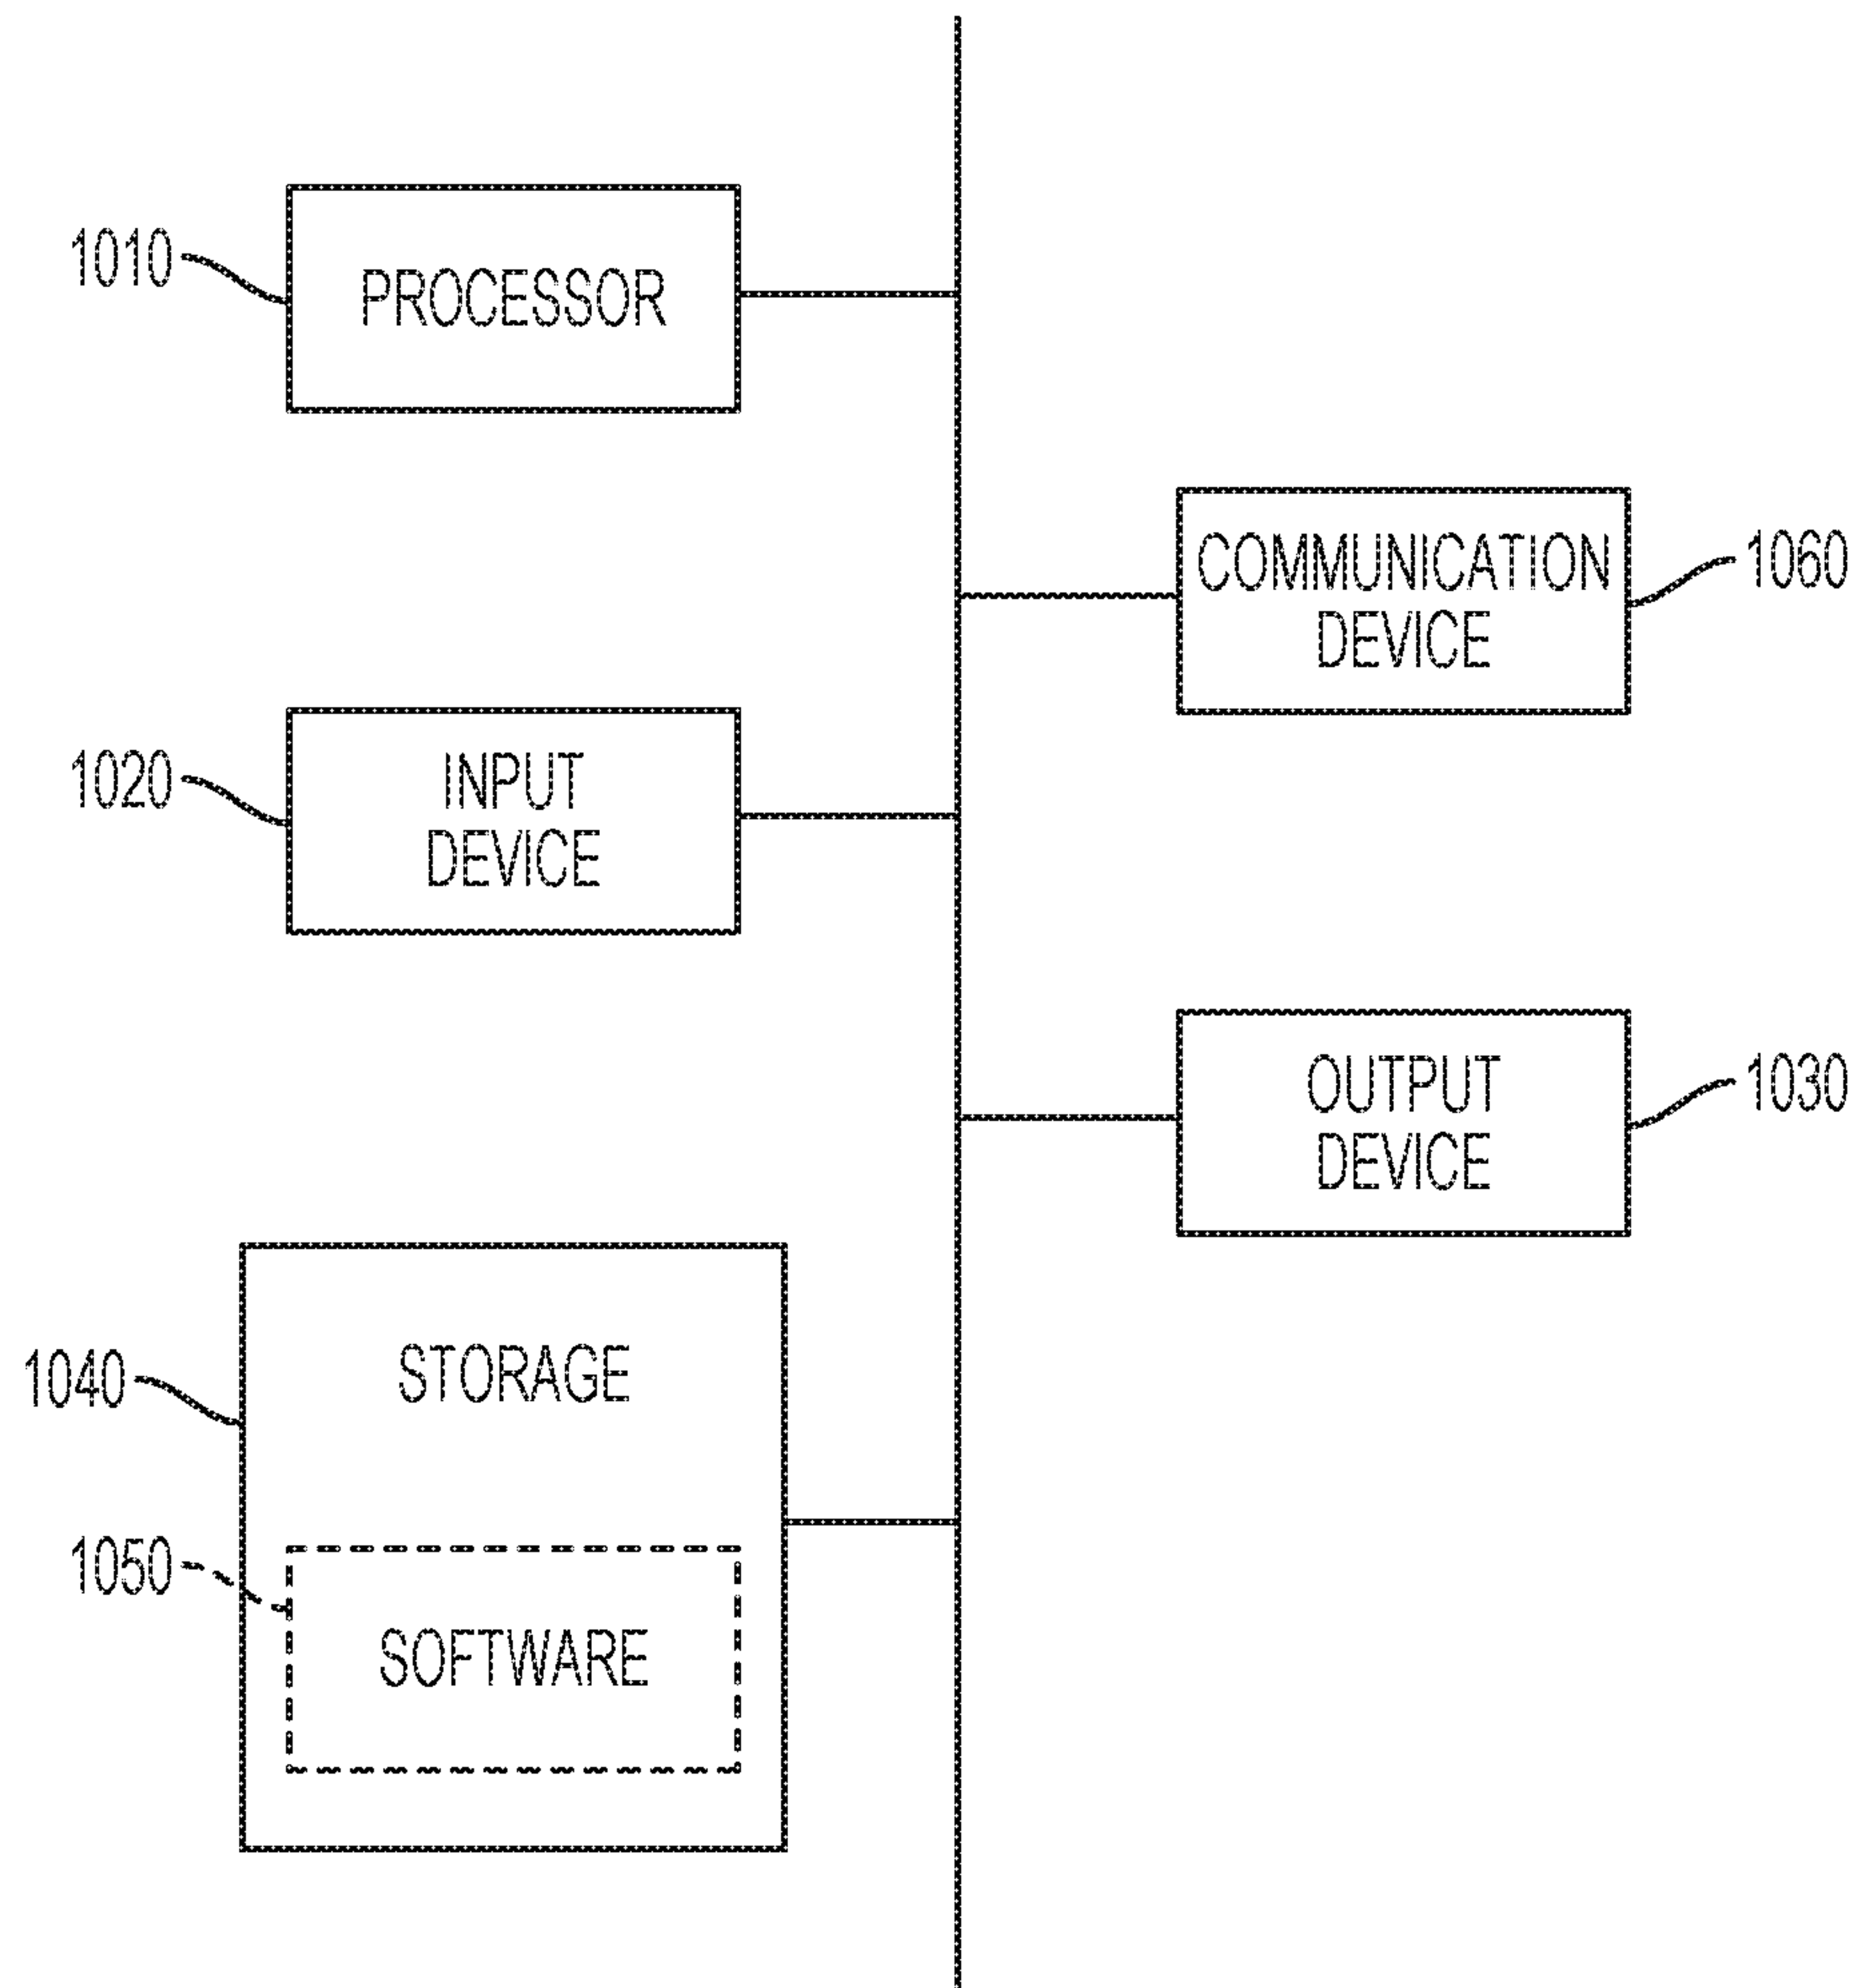 1010
PROCESSOR
COMMUNICATION
DEVICE
1060
1020
INPUT
DEVICE
OUTPUT
DEVICE
1030
1040
STORAGE
1050
SOFTWARE